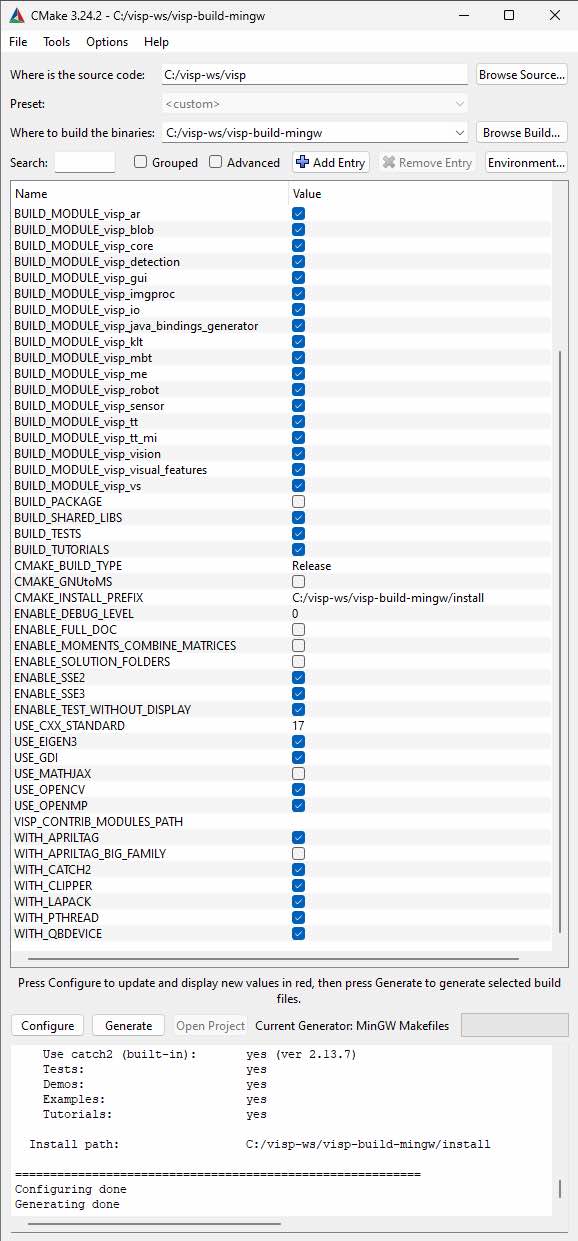 CMake 3.24.2 - C:/visp-ws/visp-build-mingw
File Tools Options Help
Where is the source code: C:/visp-ws/visp Browse Source...
Preset: <custom>
Where to build the binaries: C:/visp-ws/visp-build-mingw Browse Build...
Search: Grouped Advanced Add Entry Remove Entry Environment...
Name Value
BUILD_MODULE_visp_ar
BUILD_MODULE_visp_blob
BUILD_MODULE_visp_core
BUILD_MODULE_visp_detection
BUILD_MODULE_visp_gui
BUILD_MODULE_visp_imgproc
BUILD_MODULE_visp_io
BUILD_MODULE_visp_java_bindings_generator
BUILD_MODULE_visp_klt
BUILD_MODULE_visp_mbt
BUILD_MODULE_visp_me
BUILD_MODULE_visp_robot
BUILD_MODULE_visp_sensor
BUILD_MODULE_visp_tt
BUILD_MODULE_visp_tt_mi
BUILD_MODULE_visp_vision
BUILD_MODULE_visp_visual_features
BUILD_MODULE_visp_vs
BUILD_PACKAGE
BUILD_SHARED_LIBS
BUILD_TESTS
BUILD_TUTORIALS
CMAKE_BUILD_TYPE Release
CMAKE_GNUtoMS
CMAKE_INSTALL_PREFIX C:/visp-ws/visp-build-mingw/install
ENABLE_DEBUG_LEVEL 0
ENABLE_FULL_DOC
ENABLE_MOMENTS_COMBINE_MATRICES
ENABLE_SOLUTION_FOLDERS
ENABLE_SSE2
ENABLE_SSE3
ENABLE_TEST_WITHOUT_DISPLAY
USE_CXX_STANDARD 17
USE_EIGEN3
USE_GDI
USE_MATHJAX
USE_OPENCV
USE_OPENMP
VISP_CONTRIB_MODULES_PATH
WITH_APRILTAG
WITH_APRILTAG_BIG_FAMILY
WITH_CATCH2
WITH_CLIPPER
WITH_LAPACK
WITH_PTHREAD
WITH_QBDEVICE
Press Configure to update and display new values in red, then press Generate to generate selected build
files.
Configure Generate Open Project Current Generator: MinGW Makefiles
Use catch2 (built-in): yes (ver 2.13.7)
Tests: yes
Demos: yes
Examples: yes
Tutorials: yes
Install path: C:/visp-ws/visp-build-mingw/install
==========================================================
Configuring done
Generating done